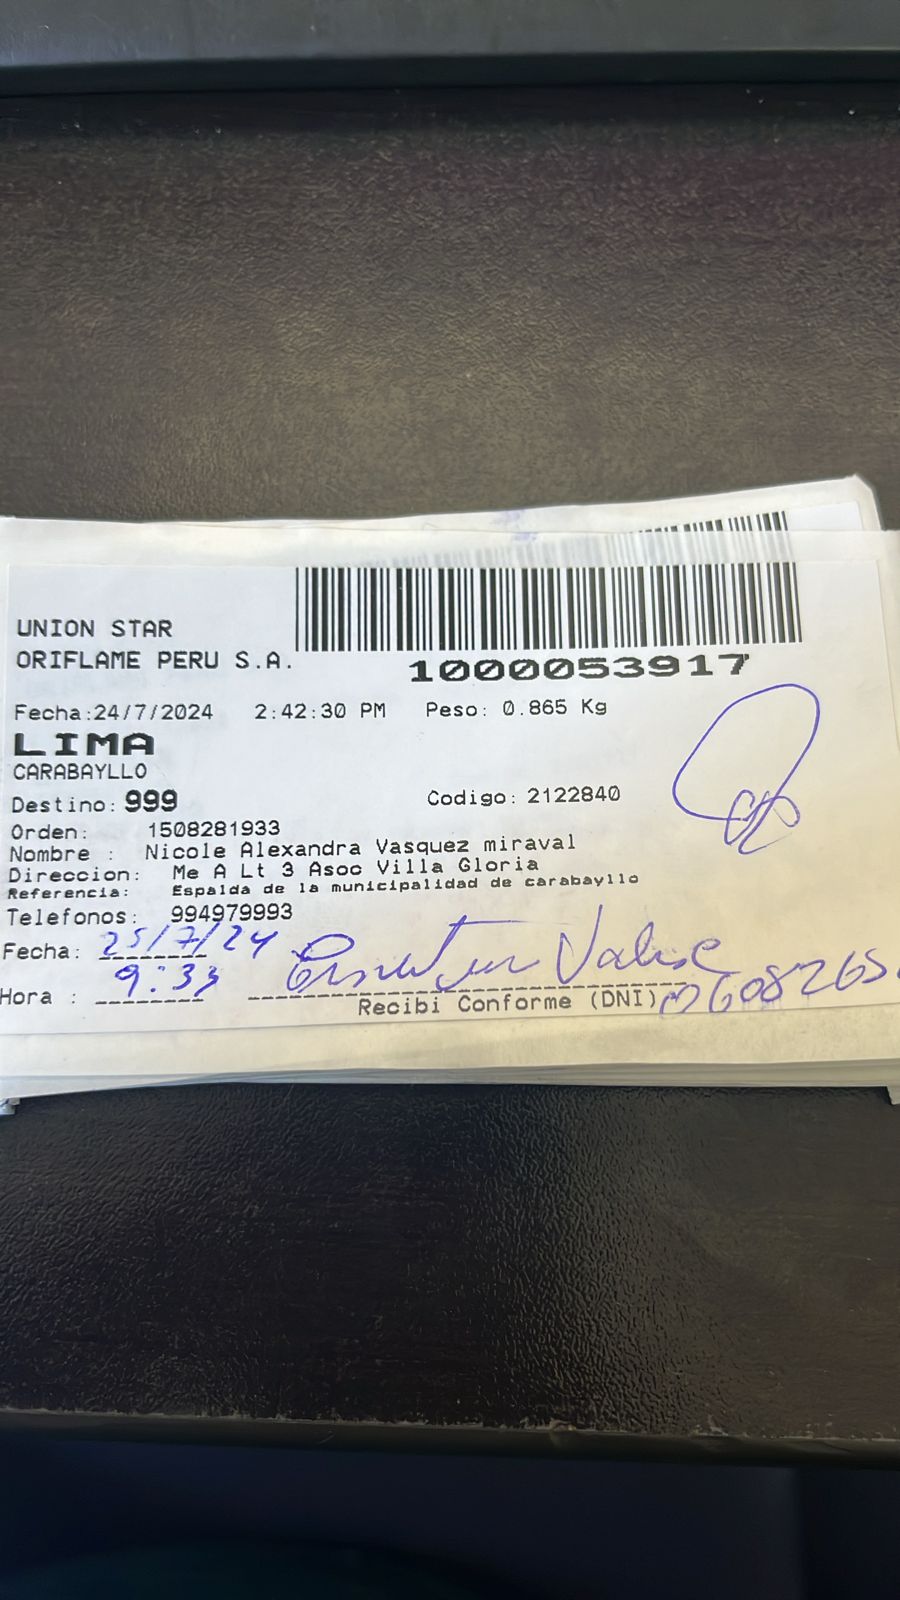 UNION STAR
ORIFLAME PERU S.A.
1000053917
Fecha:24/7/2024 2:42:30 PM Peso: 0.865 Kg
LIMA
CARABAYLLO
Destino: 999 Codigo: 2122840
Orden: 1508281933
Nombre : Nicole Alexandra Vasquez miraval
Direccion: Me A Lt 3 Asoc Villa Gloria
Referencia: Espalda de la municipalidad de carabayllo
Telefonos: 994979993
Fecha: 25/7/24
Hora : 9:33
Recibi Conforme (DNI)